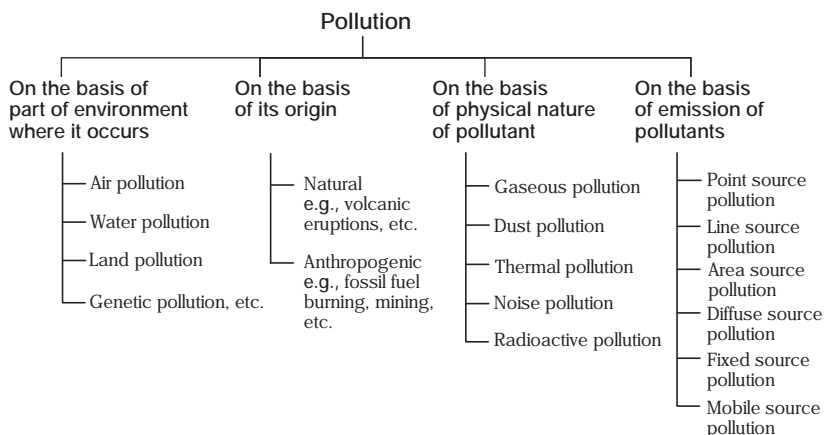 Pollution
On the basis of
part of environment
where it occurs
Air pollution
Water pollution
Land pollution
Genetic pollution, etc.
On the basis
of its origin
Natural
e.g., volcanic
eruptions, etc.
Anthropogenic
e.g., fossil fuel
burning, mining,
etc.
On the basis
of physical nature
of pollutant
Gaseous pollution
Dust pollution
Thermal pollution
Noise pollution
Radioactive pollution
On the basis
of emission of
pollutants
Point source
pollution
Line source
pollution
Area source
pollution
Diffuse source
pollution
Fixed source
pollution
Mobile source
pollution